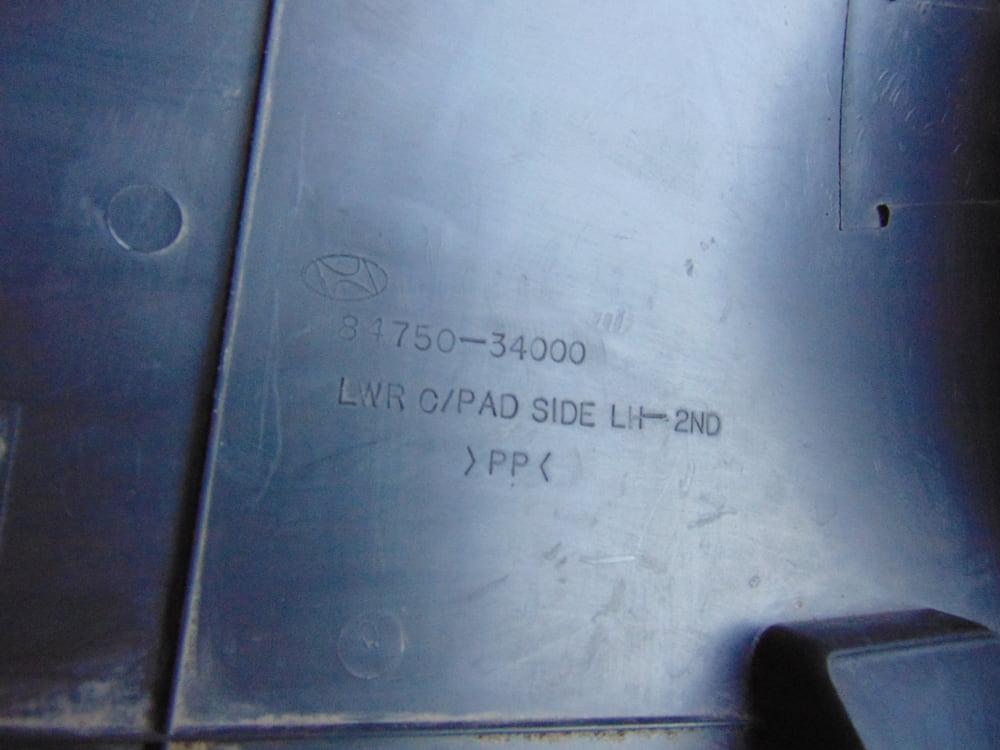 84750-34000
LWR C/PAD SIDE LH-2ND
>PP<